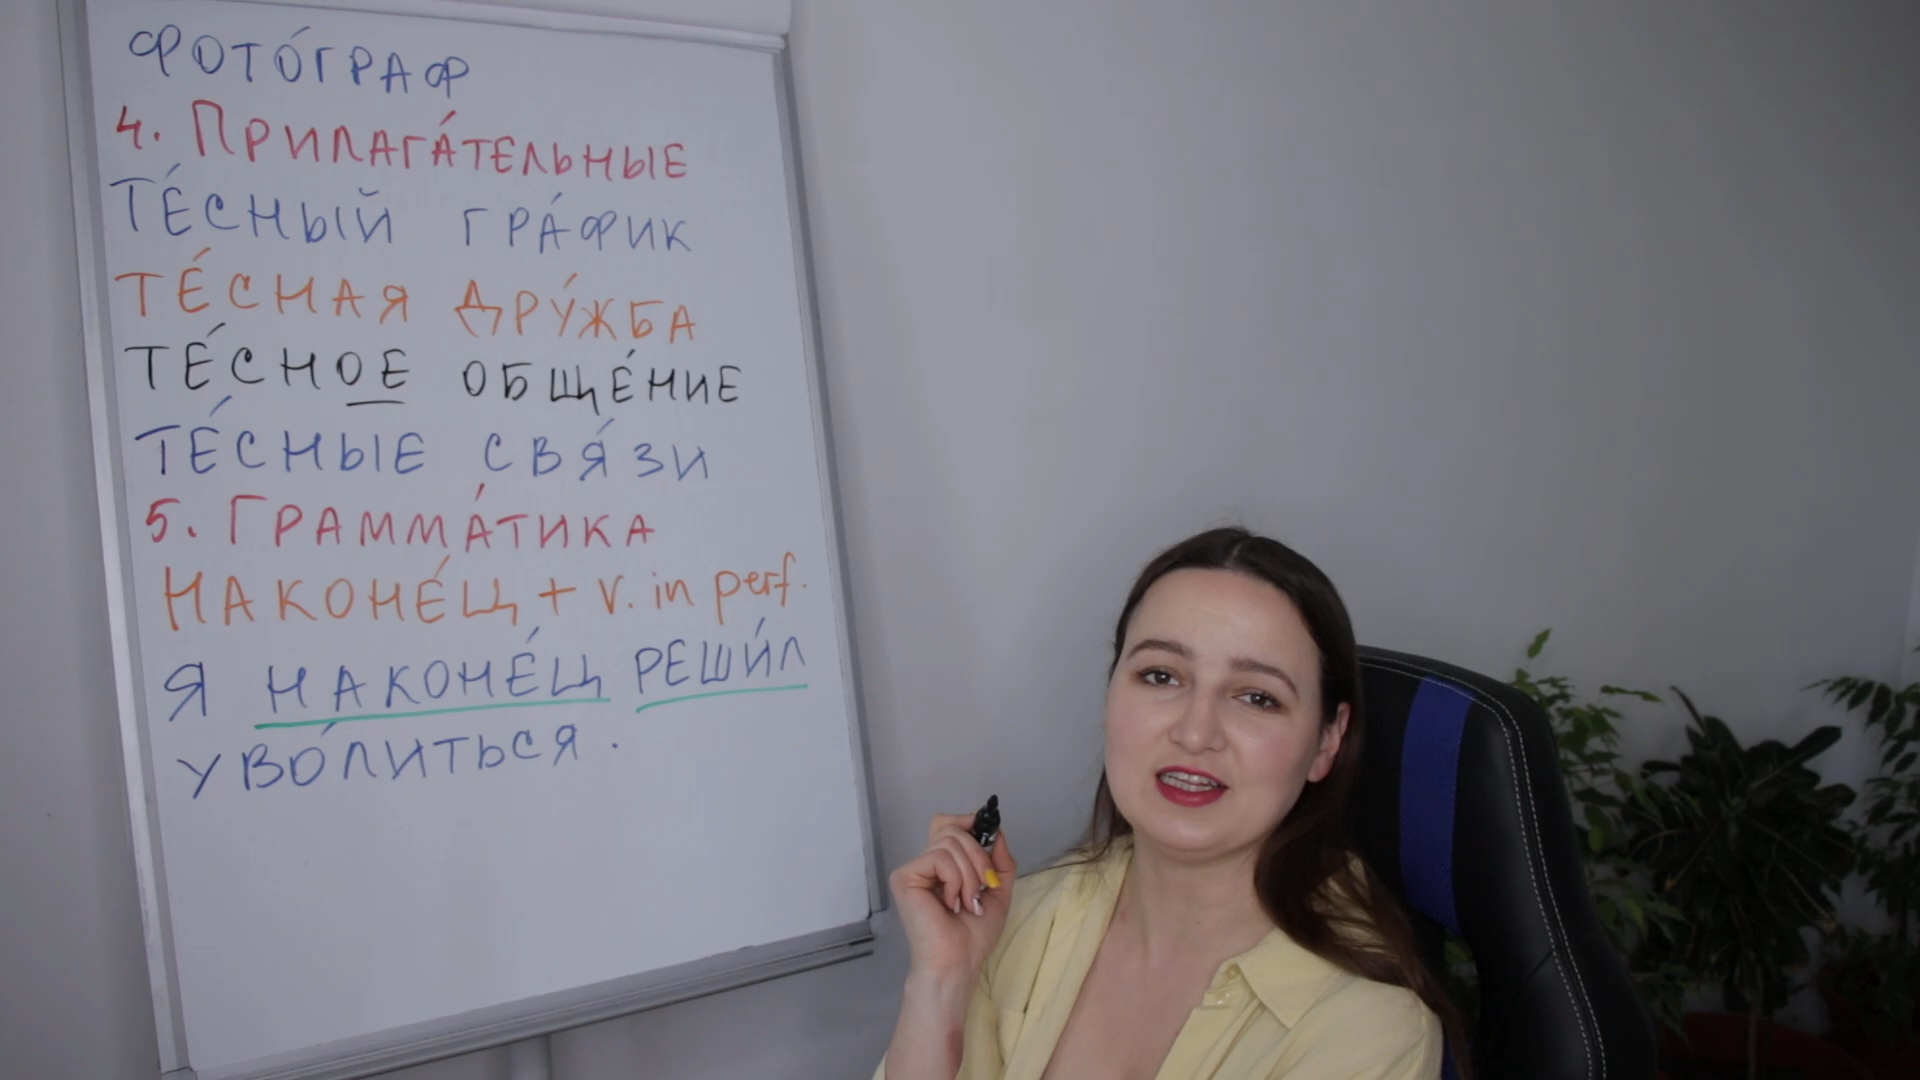 ФОТО́ГРАФ
4. ПРИЛАГА́ТЕЛЬНЫЕ
ТЕ́СНЫЙ ГРА́ФИК
ТЕ́СНАЯ ДРУ́ЖБА
ТЕ́СНОЕ ОБЩЕ́НИЕ
ТЕ́СНЫЕ СВЯ́ЗИ
5. ГРАММА́ТИКА
НАКОНЕ́Ц + v. in perf.
Я НАКОНЕ́Ц РЕШИ́Л
УВО́ЛИТЬСЯ.